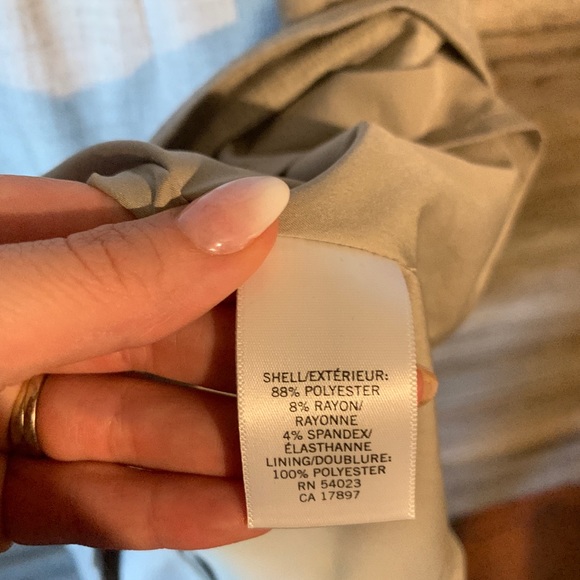 SHELL/EXTÉRIEUR:
88% POLYESTER
8% RAYON/
RAYONNE
4% SPANDEX/
ÉLASTHANNE
LINING/DOUBLURE:
100% POLYESTER
RN 54023
CA 17897